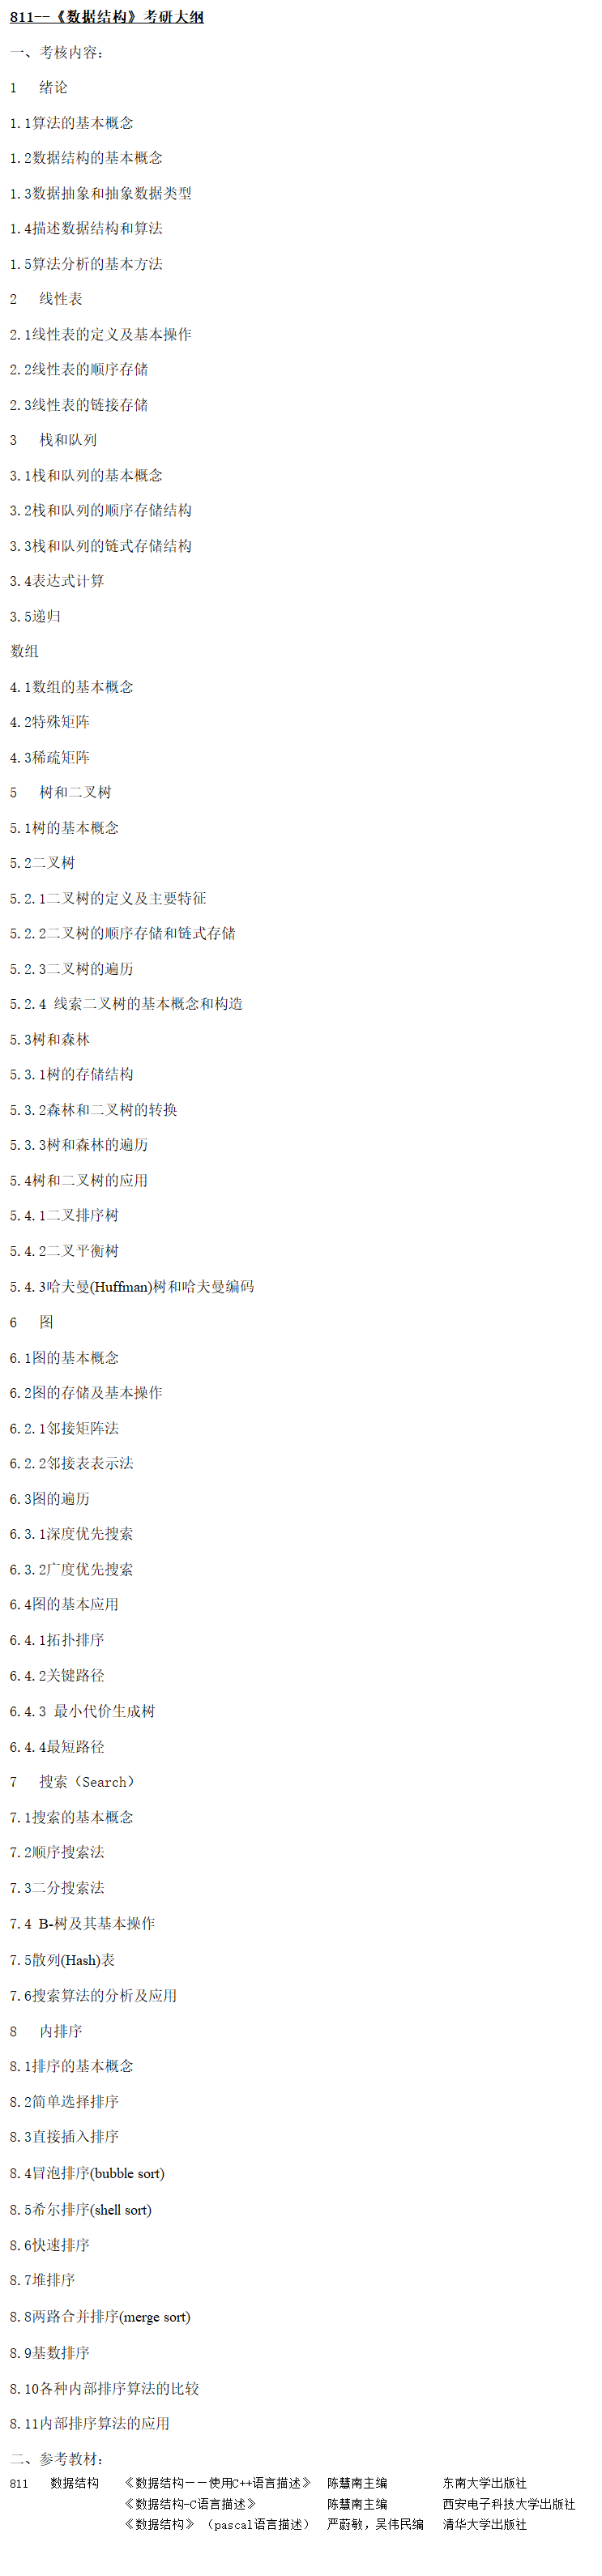 811--《数据结构》考研大纲
一、考核内容：
1 绪论
1.1算法的基本概念
1.2数据结构的基本概念
1.3数据抽象和抽象数据类型
1.4描述数据结构和算法
1.5算法分析的基本方法
2 线性表
2.1线性表的定义及基本操作
2.2线性表的顺序存储
2.3线性表的链接存储
3 栈和队列
3.1栈和队列的基本概念
3.2栈和队列的顺序存储结构
3.3栈和队列的链式存储结构
3.4表达式计算
3.5递归
数组
4.1数组的基本概念
4.2特殊矩阵
4.3稀疏矩阵
5 树和二叉树
5.1树的基本概念
5.2二叉树
5.2.1二叉树的定义及主要特征
5.2.2二叉树的顺序存储和链式存储
5.2.3二叉树的遍历
5.2.4 线索二叉树的基本概念和构造
5.3树和森林
5.3.1树的存储结构
5.3.2森林和二叉树的转换
5.3.3树和森林的遍历
5.4树和二叉树的应用
5.4.1二叉排序树
5.4.2二叉平衡树
5.4.3哈夫曼(Huffman)树和哈夫曼编码
6 图
6.1图的基本概念
6.2图的存储及基本操作
6.2.1邻接矩阵法
6.2.2邻接表表示法
6.3图的遍历
6.3.1深度优先搜索
6.3.2广度优先搜索
6.4图的基本应用
6.4.1拓扑排序
6.4.2关键路径
6.4.3 最小代价生成树
6.4.4最短路径
7 搜索（Search）
7.1搜索的基本概念
7.2顺序搜索法
7.3二分搜索法
7.4 B-树及其基本操作
7.5散列(Hash)表
7.6搜索算法的分析及应用
8 内排序
8.1排序的基本概念
8.2简单选择排序
8.3直接插入排序
8.4冒泡排序(bubble sort)
8.5希尔排序(shell sort)
8.6快速排序
8.7堆排序
8.8两路合并排序(merge sort)
8.9基数排序
8.10各种内部排序算法的比较
8.11内部排序算法的应用
二、参考教材：
811 数据结构 《数据结构－－使用C++语言描述》 陈慧南主编 东南大学出版社
《数据结构-C语言描述》 陈慧南主编 西安电子科技大学出版社
《数据结构》（pascal语言描述） 严蔚敏，吴伟民编 清华大学出版社